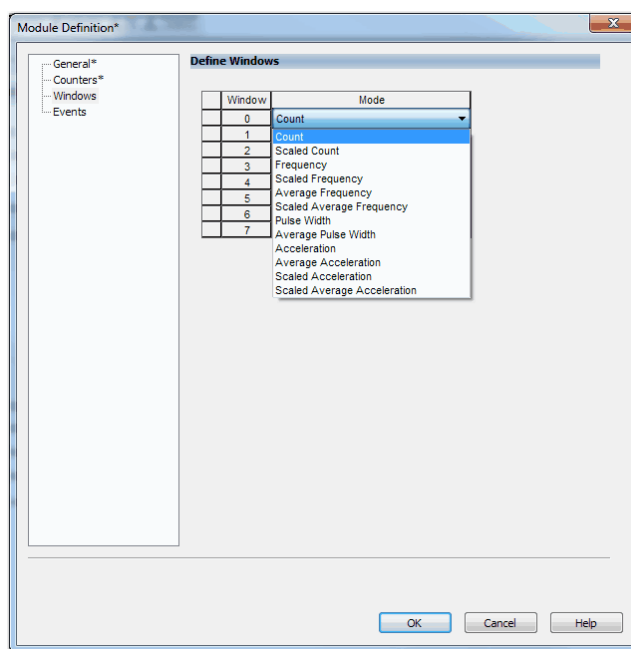 Module Definition*
General*
Counters*
Windows
Events
Define Windows
Window Mode
0 Count
1
2
3
4
5
6
7
Count
Scaled Count
Frequency
Scaled Frequency
Average Frequency
Scaled Average Frequency
Pulse Width
Average Pulse Width
Acceleration
Average Acceleration
Scaled Acceleration
Scaled Average Acceleration
OK Cancel Help